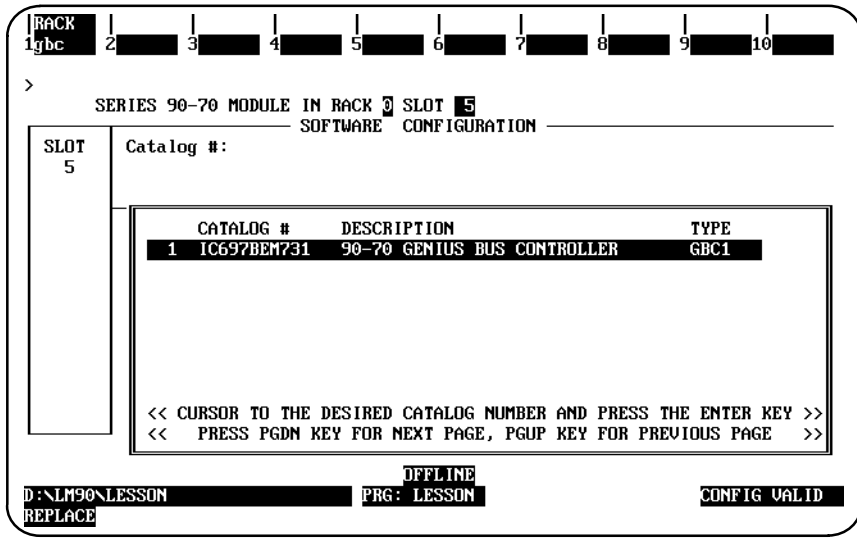 RACK
1gbc 2 3 4 5 6 7 8 9 10
>
SERIES 90-70 MODULE IN RACK 0 SLOT 5
SOFTWARE CONFIGURATION
SLOT Catalog #:
5
CATALOG # DESCRIPTION TYPE
1 IC697BEM731 90-70 GENIUS BUS CONTROLLER GBC1
<< CURSOR TO THE DESIRED CATALOG NUMBER AND PRESS THE ENTER KEY >>
<< PRESS PGDN KEY FOR NEXT PAGE, PGUP KEY FOR PREVIOUS PAGE >>
OFFLINE
D:\LM90\LESSON PRG: LESSON CONFIG VALID
REPLACE